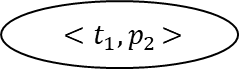 < t₁, p₂ >